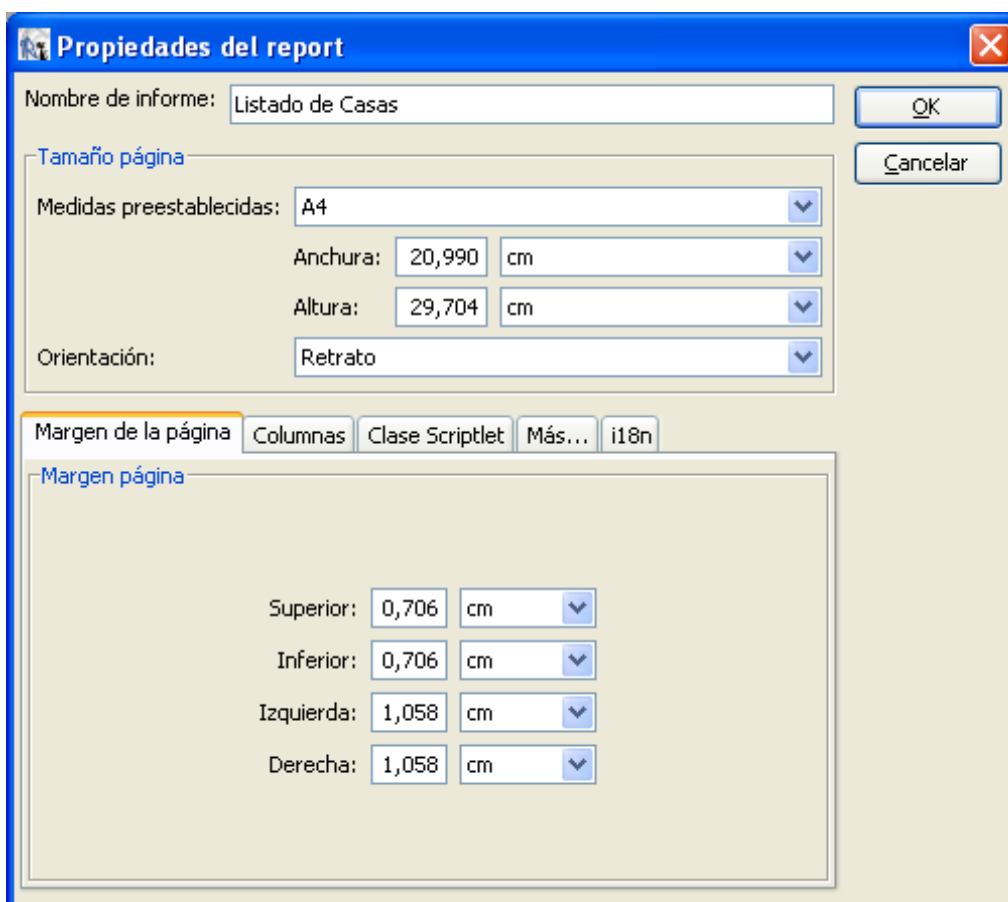 Propiedades del report
Nombre de informe: Listado de Casas
OK
Tamaño página
Cancelar
Medidas preestablecidas: A4
Anchura: 20,990 cm
Altura: 29,704 cm
Orientación: Retrato
Margen de la página Columnas Clase Scriptlet Más... i18n
Margen página
Superior: 0,706 cm
Inferior: 0,706 cm
Izquierda: 1,058 cm
Derecha: 1,058 cm